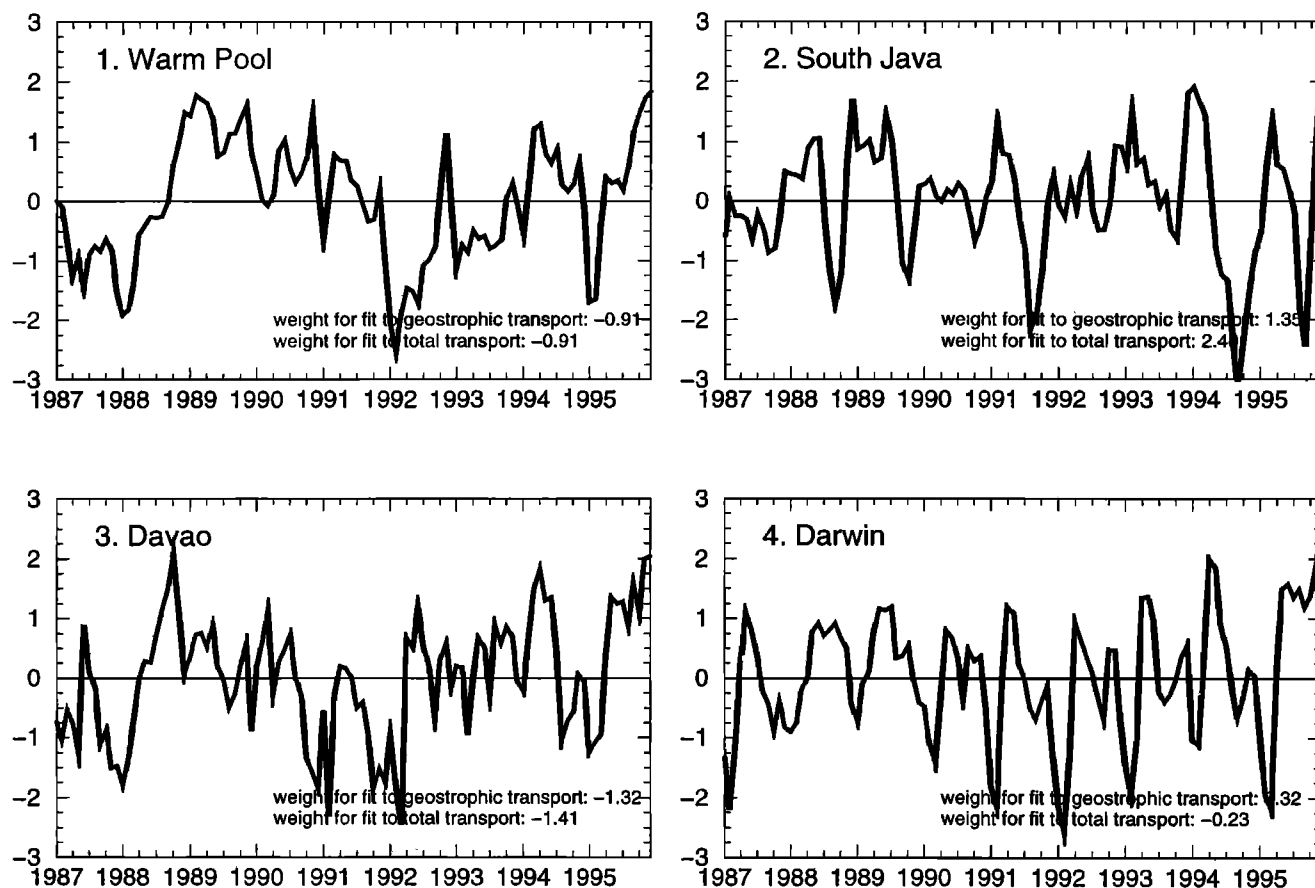 1. Warm Pool
3
2
1
0
−1
−2
−3
weight for fit to geostrophic transport: −0.91
weight for fit to total transport: −0.91
1987 1988 1989 1990 1991 1992 1993 1994 1995
2. South Java
3
2
1
0
−1
−2
−3
weight for fit to geostrophic transport: 1.35
weight for fit to total transport:
1987 1988 1989 1990 1991 1992 1993 1994 1995
3. Davao
3
2
1
0
−1
−2
−3
weight for fit to geostrophic transport: −1.32
weight for fit to total transport: −1.41
1987 1988 1989 1990 1991 1992 1993 1994 1995
4. Darwin
3
2
1
0
−1
−2
−3
weight for fit to geostrophic transport:
weight for fit to total transport: −0.23
1987 1988 1989 1990 1991 1992 1993 1994 1995